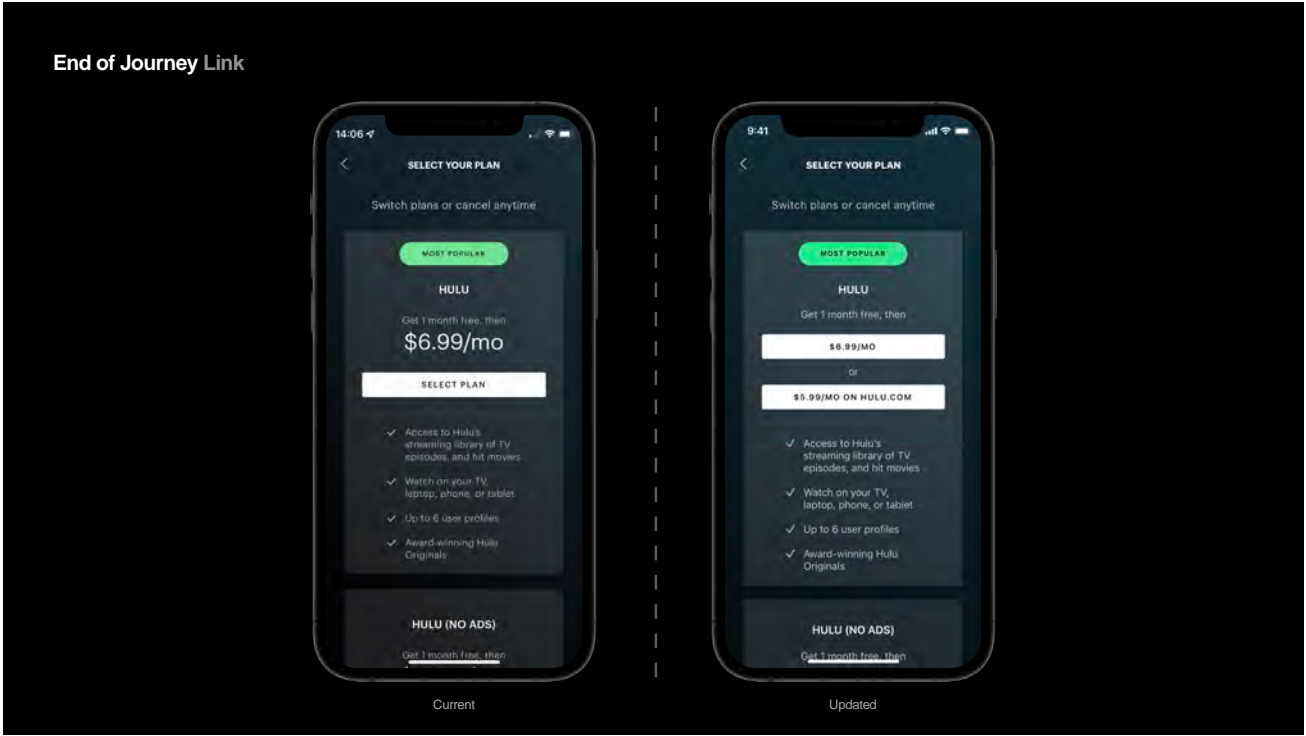 End of Journey Link
14:06
SELECT YOUR PLAN
Switch plans or cancel anytime
MOST POPULAR
HULU
Get 1 month free, then
$6.99/mo
SELECT PLAN
Access to Hulu's
streaming library of TV
episodes, and hit movies
Watch on your TV,
laptop, phone, or tablet
Up to 6 user profiles
Award-winning Hulu
Originals
HULU (NO ADS)
Get 1 month free, then
Current
9:41
SELECT YOUR PLAN
Switch plans or cancel anytime
MOST POPULAR
HULU
Get 1 month free, then
$6.99/MO
or
$5.99/MO ON HULU.COM
Access to Hulu's
streaming library of TV
episodes, and hit movies
Watch on your TV,
laptop, phone, or tablet
Up to 6 user profiles
Award-winning Hulu
Originals
HULU (NO ADS)
Get 1 month free, then
Updated